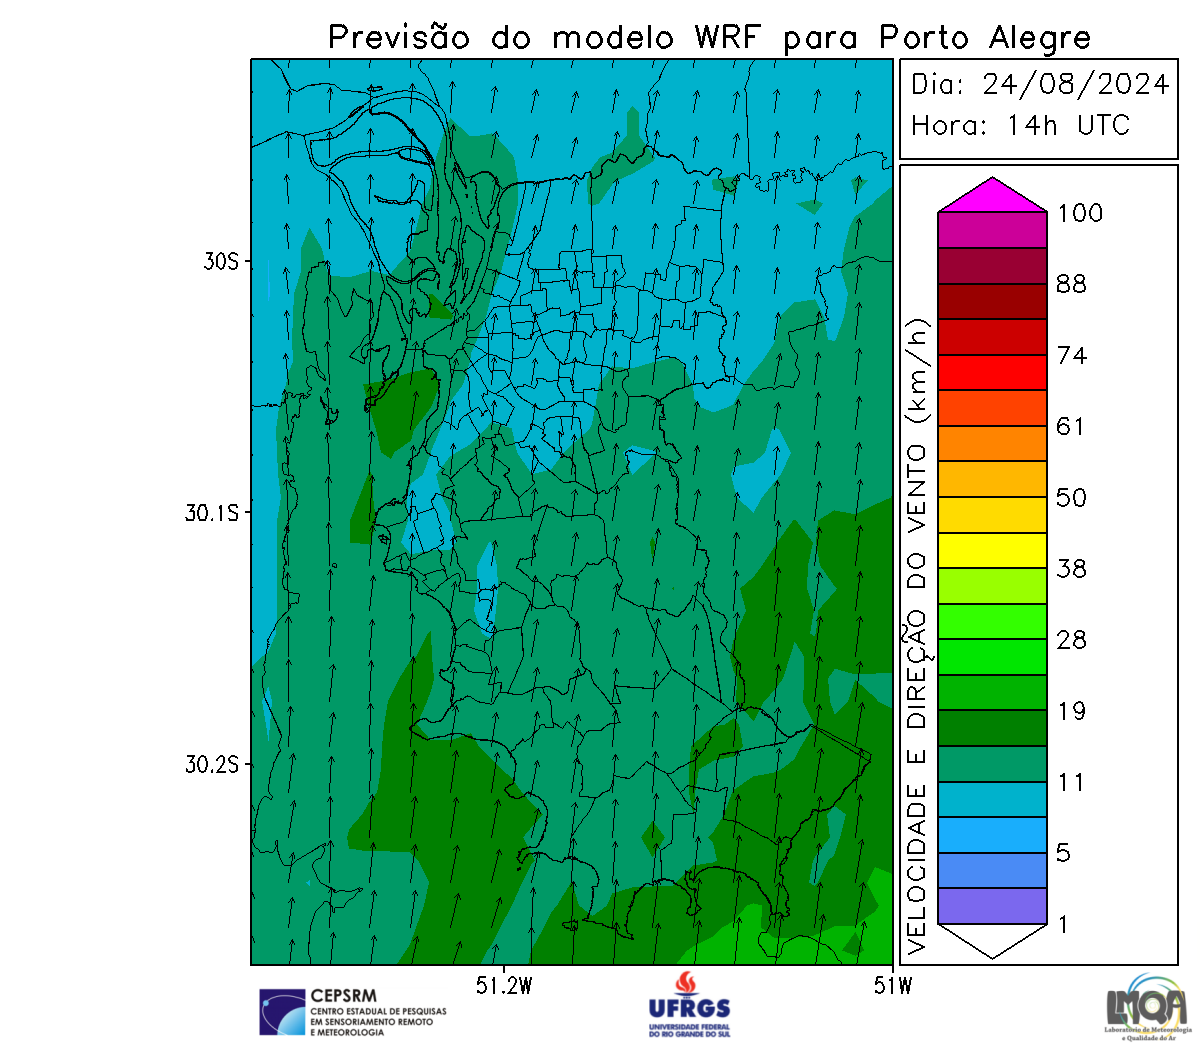 Previsão do modelo WRF para Porto Alegre
Dia: 24/08/2024
Hora: 14h UTC
30S
30.1S
30.2S
51.2W
51W
VELOCIDADE E DIREÇÃO DO VENTO (km/h)
100
88
74
61
50
38
28
19
11
5
1
CEPSRM
CENTRO ESTADUAL DE PESQUISAS
EM SENSORIAMENTO REMOTO
E METEOROLOGIA
UFRGS
UNIVERSIDADE FEDERAL
DO RIO GRANDE DO SUL
LMQA
Laboratório de Meteorologia
e Qualidade do Ar